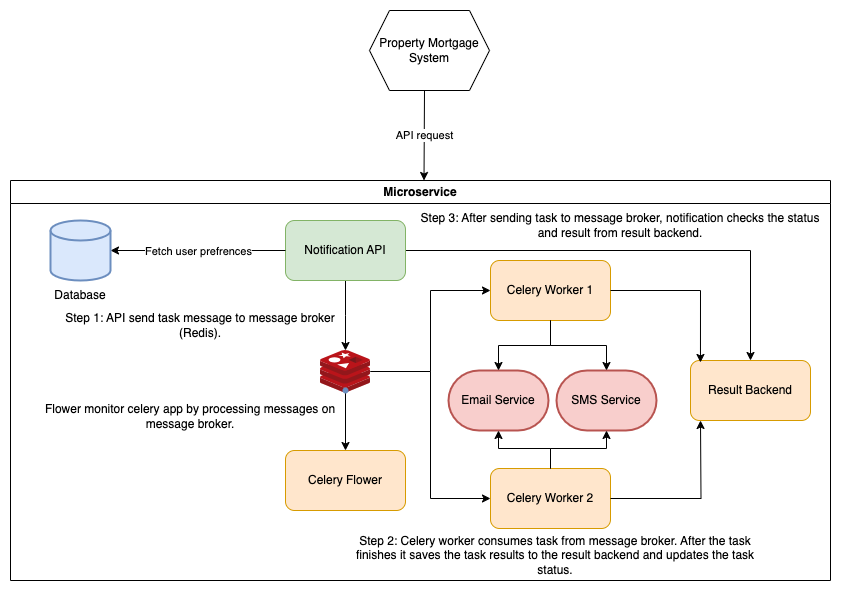 Property Mortgage
System
API request
Microservice
Step 3: After sending task to message broker, notification checks the status
and result from result backend.
Notification API
Fetch user prefrences
Database
Celery Worker 1
Step 1: API send task message to message broker
(Redis).
Email Service
SMS Service
Result Backend
Flower monitor celery app by processing messages on
message broker.
Celery Flower
Celery Worker 2
Step 2: Celery worker consumes task from message broker. After the task
finishes it saves the task results to the result backend and updates the task
status.